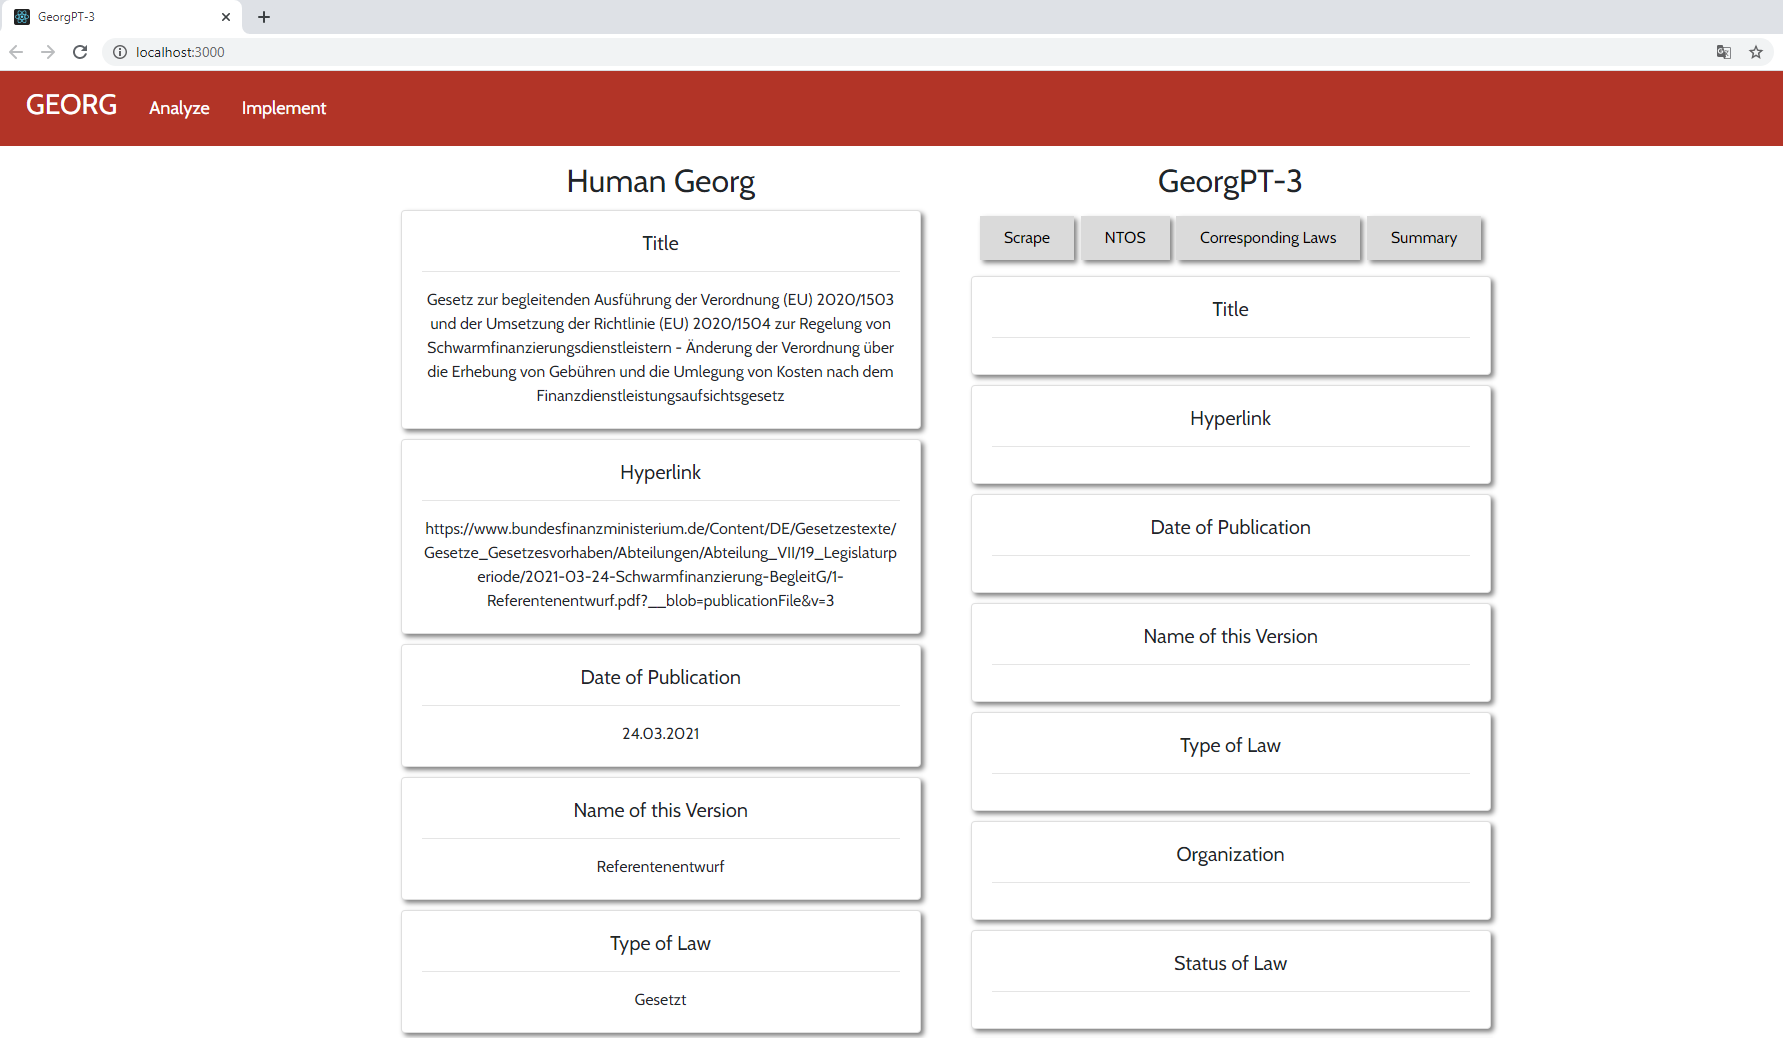 GeorgPT-3
localhost:3000
GEORG Analyze Implement
Human Georg
Title
Gesetz zur begleitenden Ausführung der Verordnung (EU) 2020/1503
und der Umsetzung der Richtlinie (EU) 2020/1504 zur Regelung von
Schwarmfinanzierungsdienstleistern - Änderung der Verordnung über
die Erhebung von Gebühren und die Umlegung von Kosten nach dem
Finanzdienstleistungsaufsichtsgesetz
Hyperlink
https://www.bundesfinanzministerium.de/Content/DE/Gesetzestexte/
Gesetze_Gesetzesvorhaben/Abteilungen/Abteilung_VII/19_Legislaturp
eriode/2021-03-24-Schwarmfinanzierung-BegleitG/1-
Referentenentwurf.pdf?__blob=publicationFile&v=3
Date of Publication
24.03.2021
Name of this Version
Referentenentwurf
Type of Law
Gesetzt
GeorgPT-3
Scrape NTOS Corresponding Laws Summary
Title
Hyperlink
Date of Publication
Name of this Version
Type of Law
Organization
Status of Law